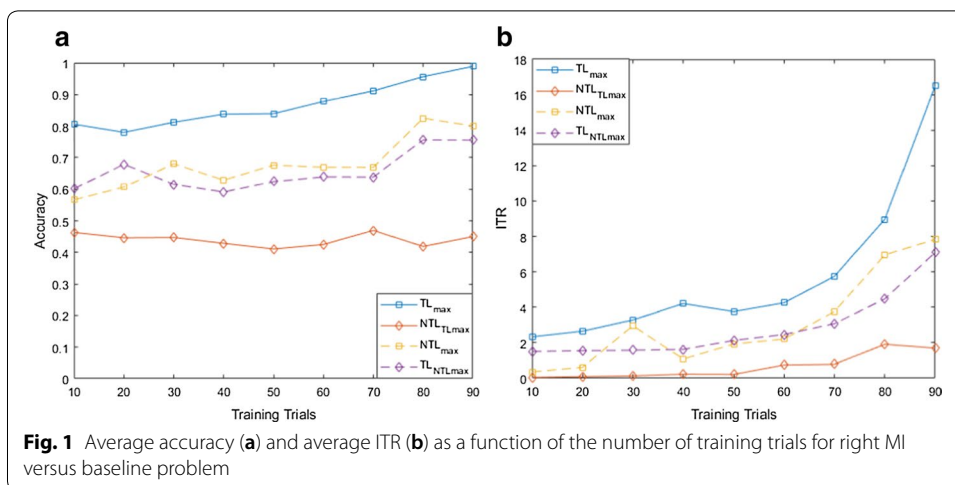 a
1
0.9
0.8
0.7
0.6
0.5
0.4
0.3
0.2
0.1
0
Accuracy
10 20 30 40 50 60 70 80 90
Training Trials
TLmax
NTLTLmax
NTLmax
TLNTLmax
b
18
16
14
12
10
8
6
4
2
0
ITR
10 20 30 40 50 60 70 80 90
Training Trials
TLmax
NTLTLmax
NTLmax
TLNTLmax
Fig. 1 Average accuracy (a) and average ITR (b) as a function of the number of training trials for right MI
versus baseline problem